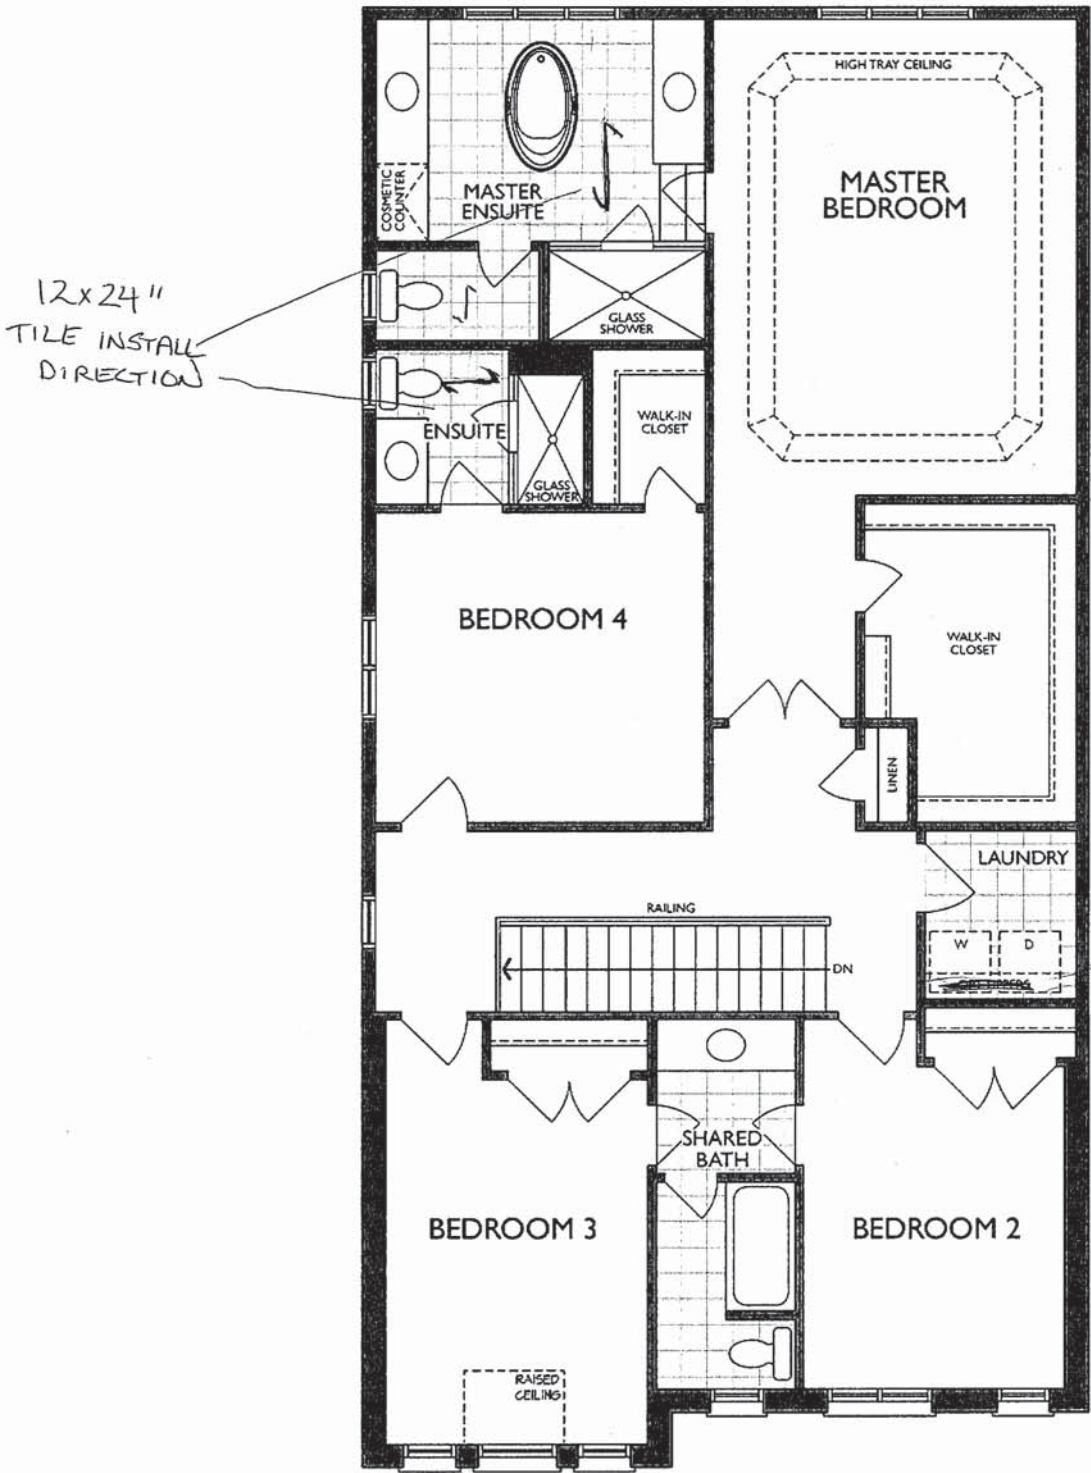 HIGH TRAY CEILING
MASTER
BEDROOM
COSMETIC
COUNTER
MASTER
ENSUITE
12x24"
TILE INSTALL
DIRECTION
GLASS
SHOWER
ENSUITE
GLASS
SHOWER
WALK-IN
CLOSET
BEDROOM 4
WALK-IN
CLOSET
LINEN
LAUNDRY
W
D
RAILING
DN
SHARED
BATH
BEDROOM 3
BEDROOM 2
RAISED
CEILING